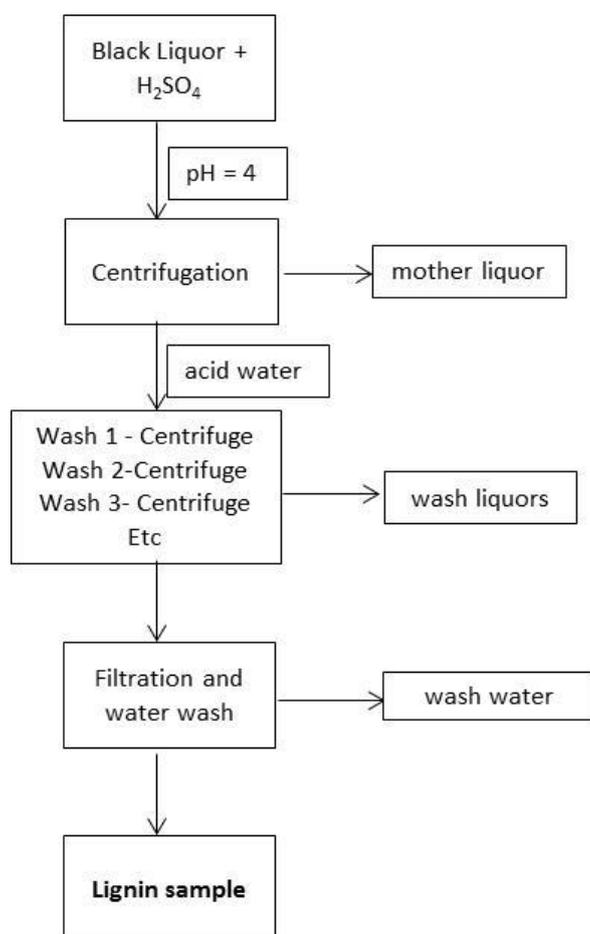 Black Liquor +
H₂SO₄
pH = 4
Centrifugation
mother liquor
acid water
Wash 1 - Centrifuge
Wash 2-Centrifuge
Wash 3- Centrifuge
Etc
wash liquors
Filtration and
water wash
wash water
Lignin sample